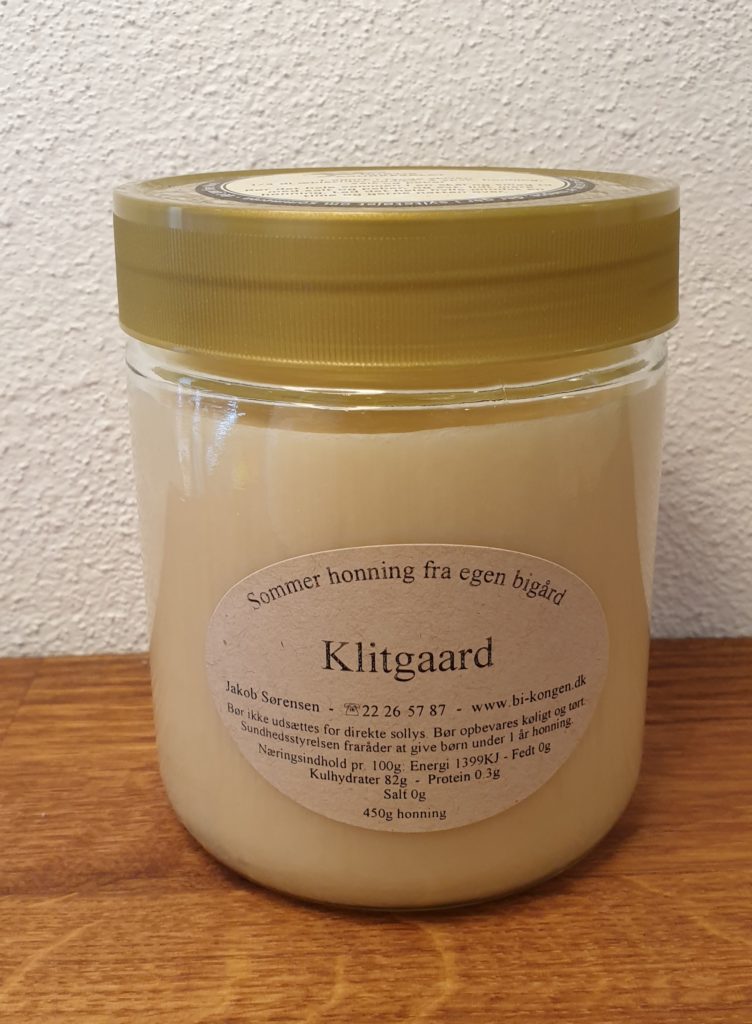 Sommer honning fra egen bigård
Klitgaard
Jakob Sørensen - ☏22 26 57 87 - www.bi-kongen.dk
Bør ikke udsættes for direkte sollys. Bør opbevares køligt og tørt.
Sundhedsstyrelsen fraråder at give børn under 1 år honning.
Næringsindhold pr. 100g: Energi 1399KJ - Fedt 0g
Kulhydrater 82g - Protein 0.3g
Salt 0g
450g honning